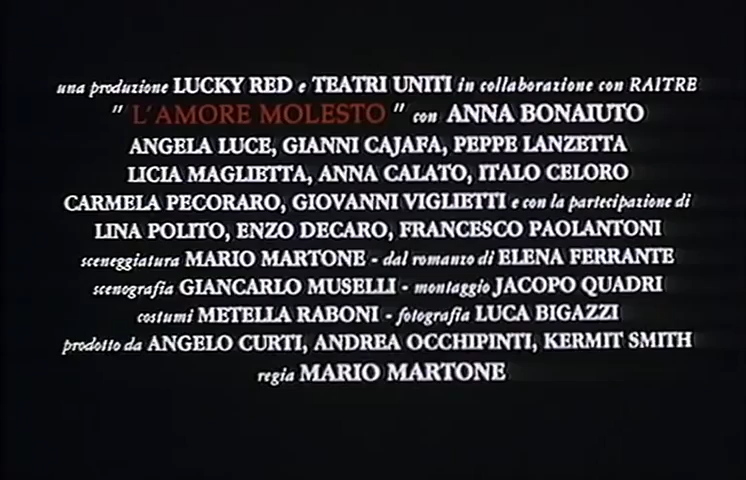 una produzione LUCKY RED e TEATRI UNITI in collaborazione con RAITRE
" L'AMORE MOLESTO " con ANNA BONAIUTO
ANGELA LUCE, GIANNI CAJAFA, PEPPE LANZETTA
LICIA MAGLIETTA, ANNA CALATO, ITALO CELORO
CARMELA PECORARO, GIOVANNI VIGLIETTI e con la partecipazione di
LINA POLITO, ENZO DECARO, FRANCESCO PAOLANTONI
sceneggiatura MARIO MARTONE - dal romanzo di ELENA FERRANTE
scenografia GIANCARLO MUSELLI - montaggio JACOPO QUADRI
costumi METELLA RABONI - fotografia LUCA BIGAZZI
prodotto da ANGELO CURTI, ANDREA OCCHIPINTI, KERMIT SMITH
regia MARIO MARTONE